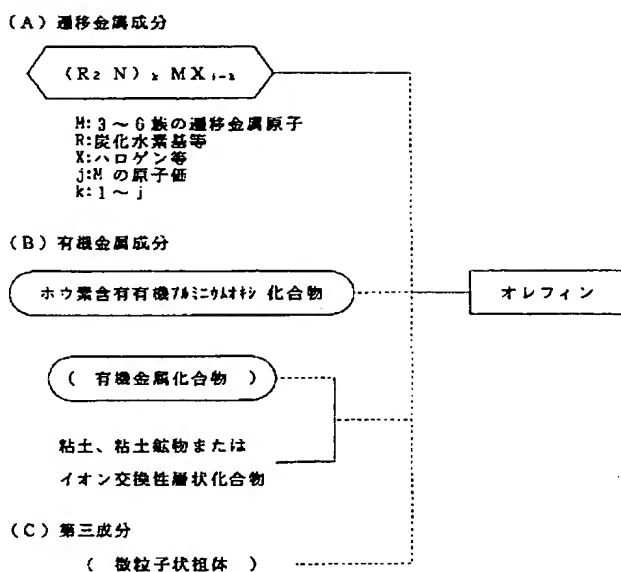 (A)遷移金属成分
(R₂ N)ₖ MXⱼ₋ₖ
M:3~6族の遷移金属原子
R:炭化水素基等
X:ハロゲン等
j:M の原子価
k:1~j
(B)有機金属成分
ホウ素含有有機アルミニウムオキシ 化合物
オレフィン
( 有機金属化合物 )
粘土、粘土鉱物または
イオン交換性層状化合物
(C)第三成分
( 微粒子状担体 )